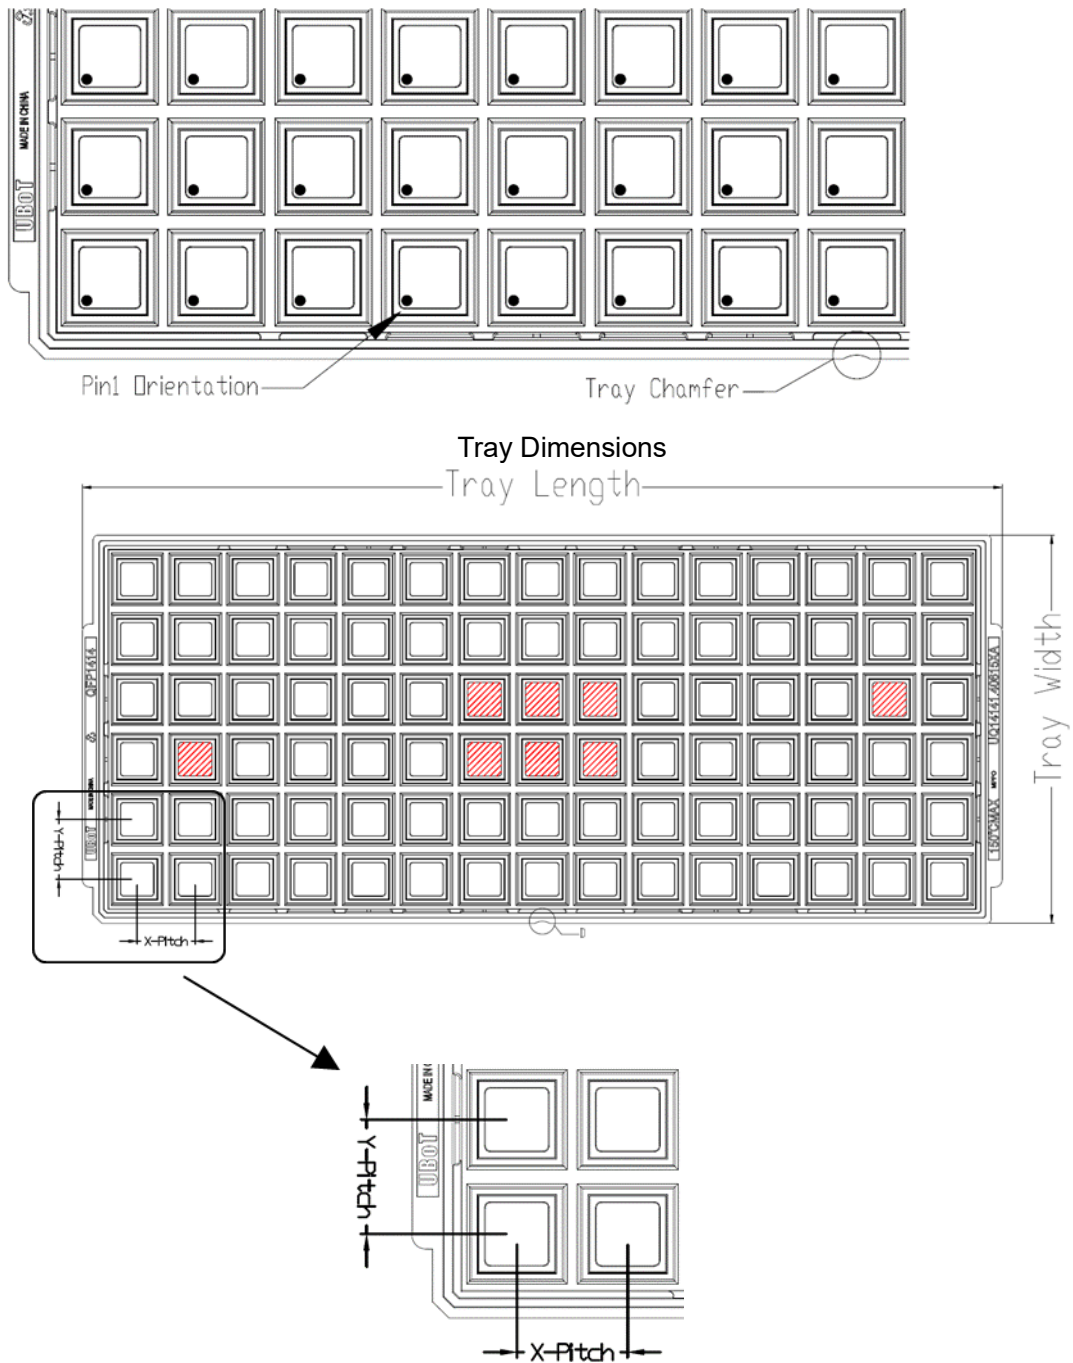 MADE IN CHINA
UBoT
Pin1 Orientation
Tray Chamfer
Tray Dimensions
Tray Length
QFP1414
UBoT
Y-Pitch
X-Pitch
D
150°CMAX
Tray Width
MADE IN C
UBoT
Y-Pitch
X-Pitch